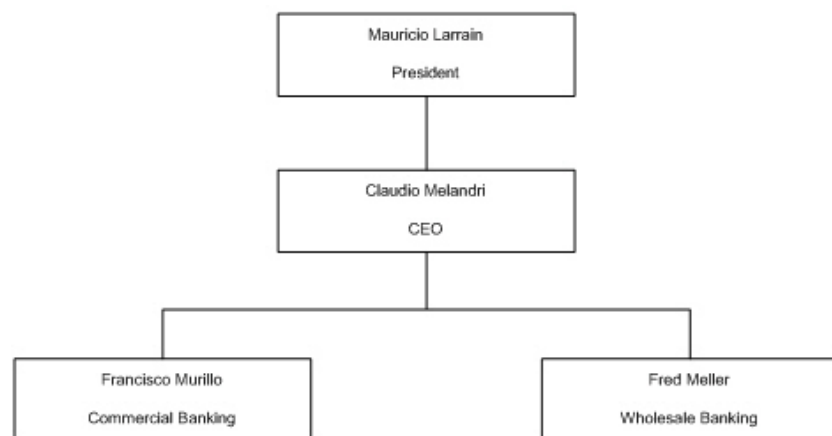 Mauricio Larrain
President
Claudio Melandri
CEO
Francisco Murillo
Commercial Banking
Fred Meller
Wholesale Banking